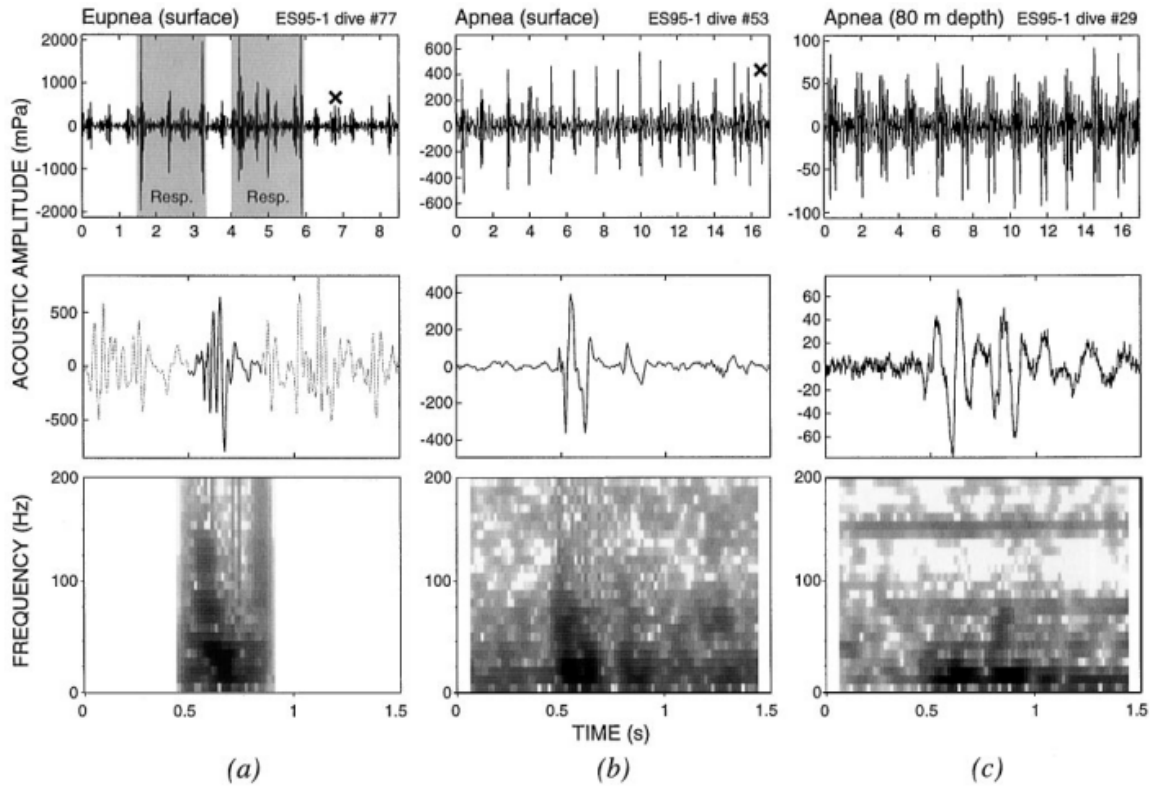 Eupnea (surface) ES95-1 dive #77
Apnea (surface) ES95-1 dive #53
Apnea (80 m depth) ES95-1 dive #29
ACOUSTIC AMPLITUDE (mPa)
2000
1000
0
1000
-2000
Resp. Resp.
0 1 2 3 4 5 6 7 8
600
400
200
0
-200
-400
-600
0 2 4 6 8 10 12 14 16
100
50
0
-50
-100
0 2 4 6 8 10 12 14 16
500
0
-500
400
200
0
-200
-400
60
40
20
0
-20
-40
-60
FREQUENCY (Hz)
200
100
0
0 0.5 1 1.5
200
100
0
0 0.5 1 1.5
200
100
0
0 0.5 1 1.5
TIME (s)
(a) (b) (c)